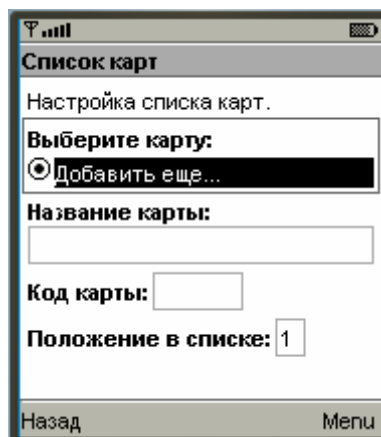 Список карт
Настройка списка карт.
Выберите карту:
Добавить еще...
Название карты:
Код карты:
Положение в списке: 1
Назад Menu